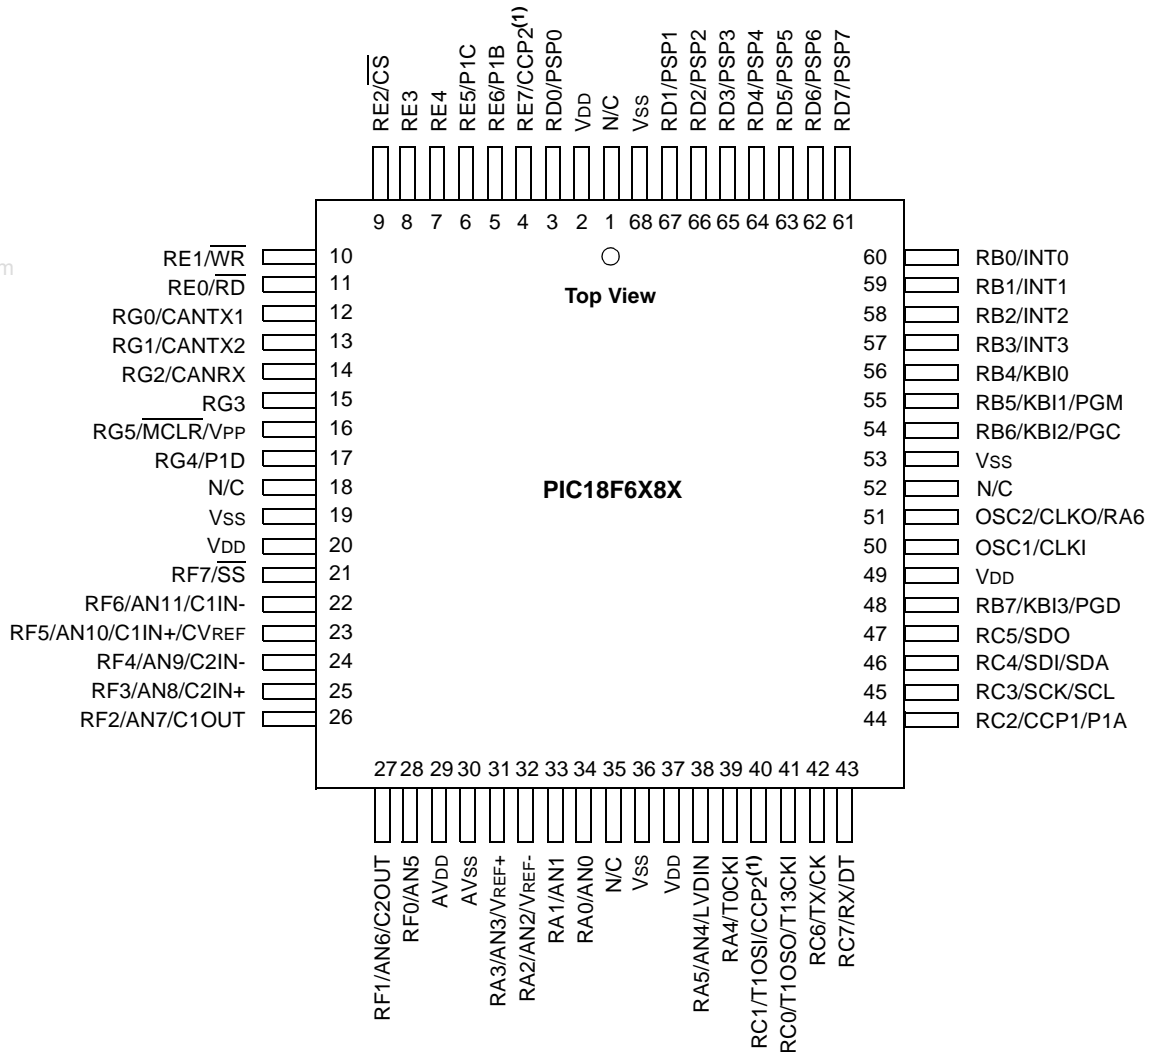 RE2/CS
RE3
RE4
RE5/P1C
RE6/P1B
RE7/CCP2(1)
RD0/PSP0
VDD
N/C
VSS
RD1/PSP1
RD2/PSP2
RD3/PSP3
RD4/PSP4
RD5/PSP5
RD6/PSP6
RD7/PSP7
9 8 7 6 5 4 3 2 1 68 67 66 65 64 63 62 61
m
RE1/WR 10
RE0/RD 11
RG0/CANTX1 12
RG1/CANTX2 13
RG2/CANRX 14
RG3 15
RG5/MCLR/VPP 16
RG4/P1D 17
N/C 18
VSS 19
VDD 20
RF7/SS 21
RF6/AN11/C1IN- 22
RF5/AN10/C1IN+/CVREF 23
RF4/AN9/C2IN- 24
RF3/AN8/C2IN+ 25
RF2/AN7/C1OUT 26
Top View
PIC18F6X8X
60 RB0/INT0
59 RB1/INT1
58 RB2/INT2
57 RB3/INT3
56 RB4/KBI0
55 RB5/KBI1/PGM
54 RB6/KBI2/PGC
53 VSS
52 N/C
51 OSC2/CLKO/RA6
50 OSC1/CLKI
49 VDD
48 RB7/KBI3/PGD
47 RC5/SDO
46 RC4/SDI/SDA
45 RC3/SCK/SCL
44 RC2/CCP1/P1A
27 28 29 30 31 32 33 34 35 36 37 38 39 40 41 42 43
RF1/AN6/C2OUT
RF0/AN5
AVDD
AVSS
RA3/AN3/VREF+
RA2/AN2/VREF-
RA1/AN1
RA0/AN0
N/C
VSS
VDD
RA5/AN4/LVDIN
RA4/T0CKI
RC1/T1OSI/CCP2(1)
RC0/T1OSO/T13CKI
RC6/TX/CK
RC7/RX/DT